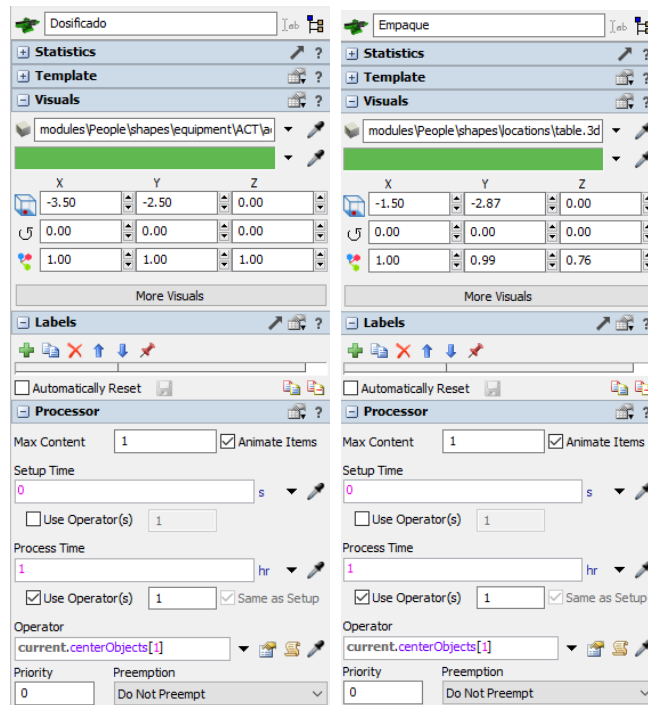 Dosificado
Statistics
?
Template
?
Visuals
?
modules\People\shapes\equipment\ACT\
X Y Z
-3.50 -2.50 0.00
0.00 0.00 0.00
1.00 1.00 1.00
More Visuals
Labels
?
Automatically Reset
Processor
?
Max Content 1 Animate Items
Setup Time
0 s
Use Operator(s) 1
Process Time
1 hr
Use Operator(s) 1 Same as Setup
Operator
current.centerObjects[1]
Priority Preemption
0 Do Not Preempt
Empaque
Statistics
?
Template
?
Visuals
?
modules\People\shapes\locations\table.3d
X Y Z
-1.50 -2.87 0.00
0.00 0.00 0.00
1.00 0.99 0.76
More Visuals
Labels
?
Automatically Reset
Processor
?
Max Content 1 Animate Items
Setup Time
0 s
Use Operator(s) 1
Process Time
1 hr
Use Operator(s) 1 Same as Setup
Operator
current.centerObjects[1]
Priority Preemption
0 Do Not Preempt